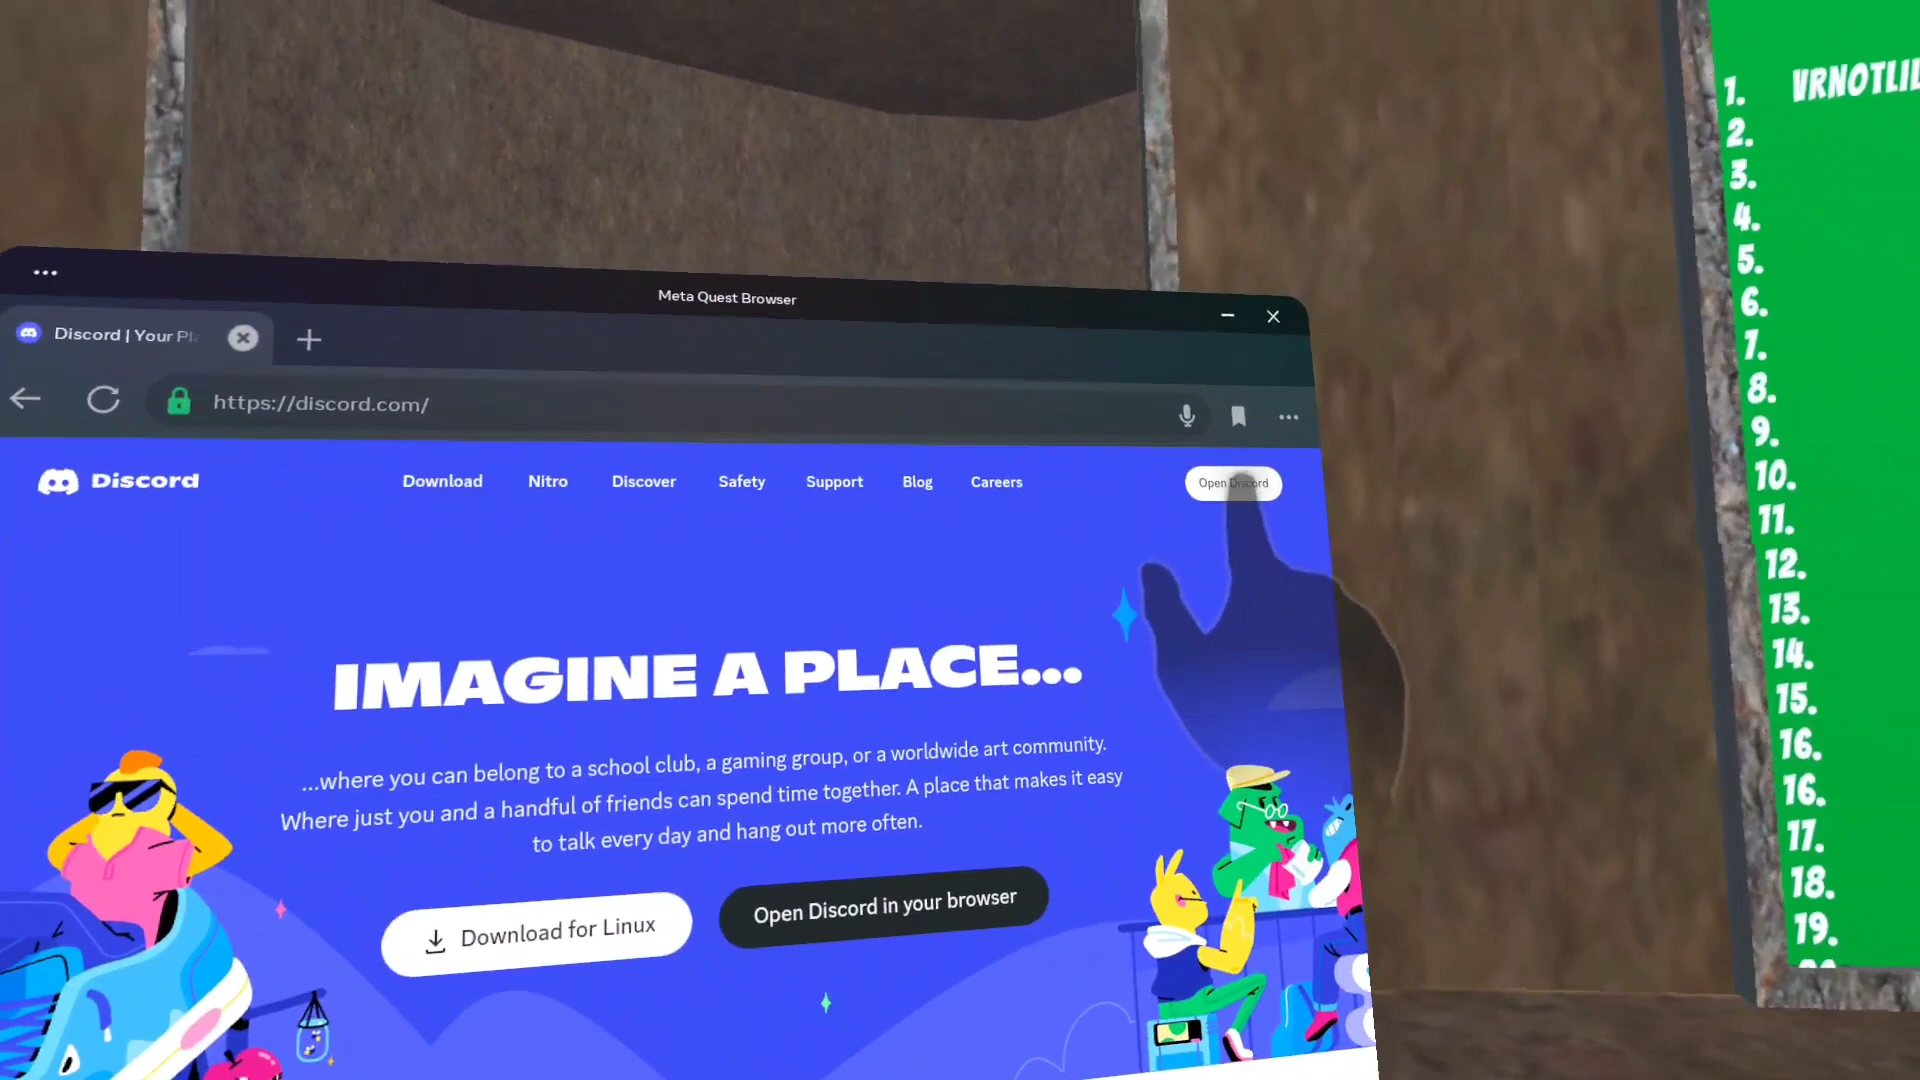 Meta Quest Browser
Discord | Your Pl
https://discord.com/
Discord
Download
Nitro
Discover
Safety
Support
Blog
Careers
Open Discord
IMAGINE A PLACE...
...where you can belong to a school club, a gaming group, or a worldwide art community.
Where just you and a handful of friends can spend time together. A place that makes it easy
to talk every day and hang out more often.
Download for Linux
Open Discord in your browser
1. VRNOTLIL
2.
3.
4.
5.
6.
7.
8.
9.
10.
11.
12.
13.
14.
15.
16.
16.
17.
18.
19.